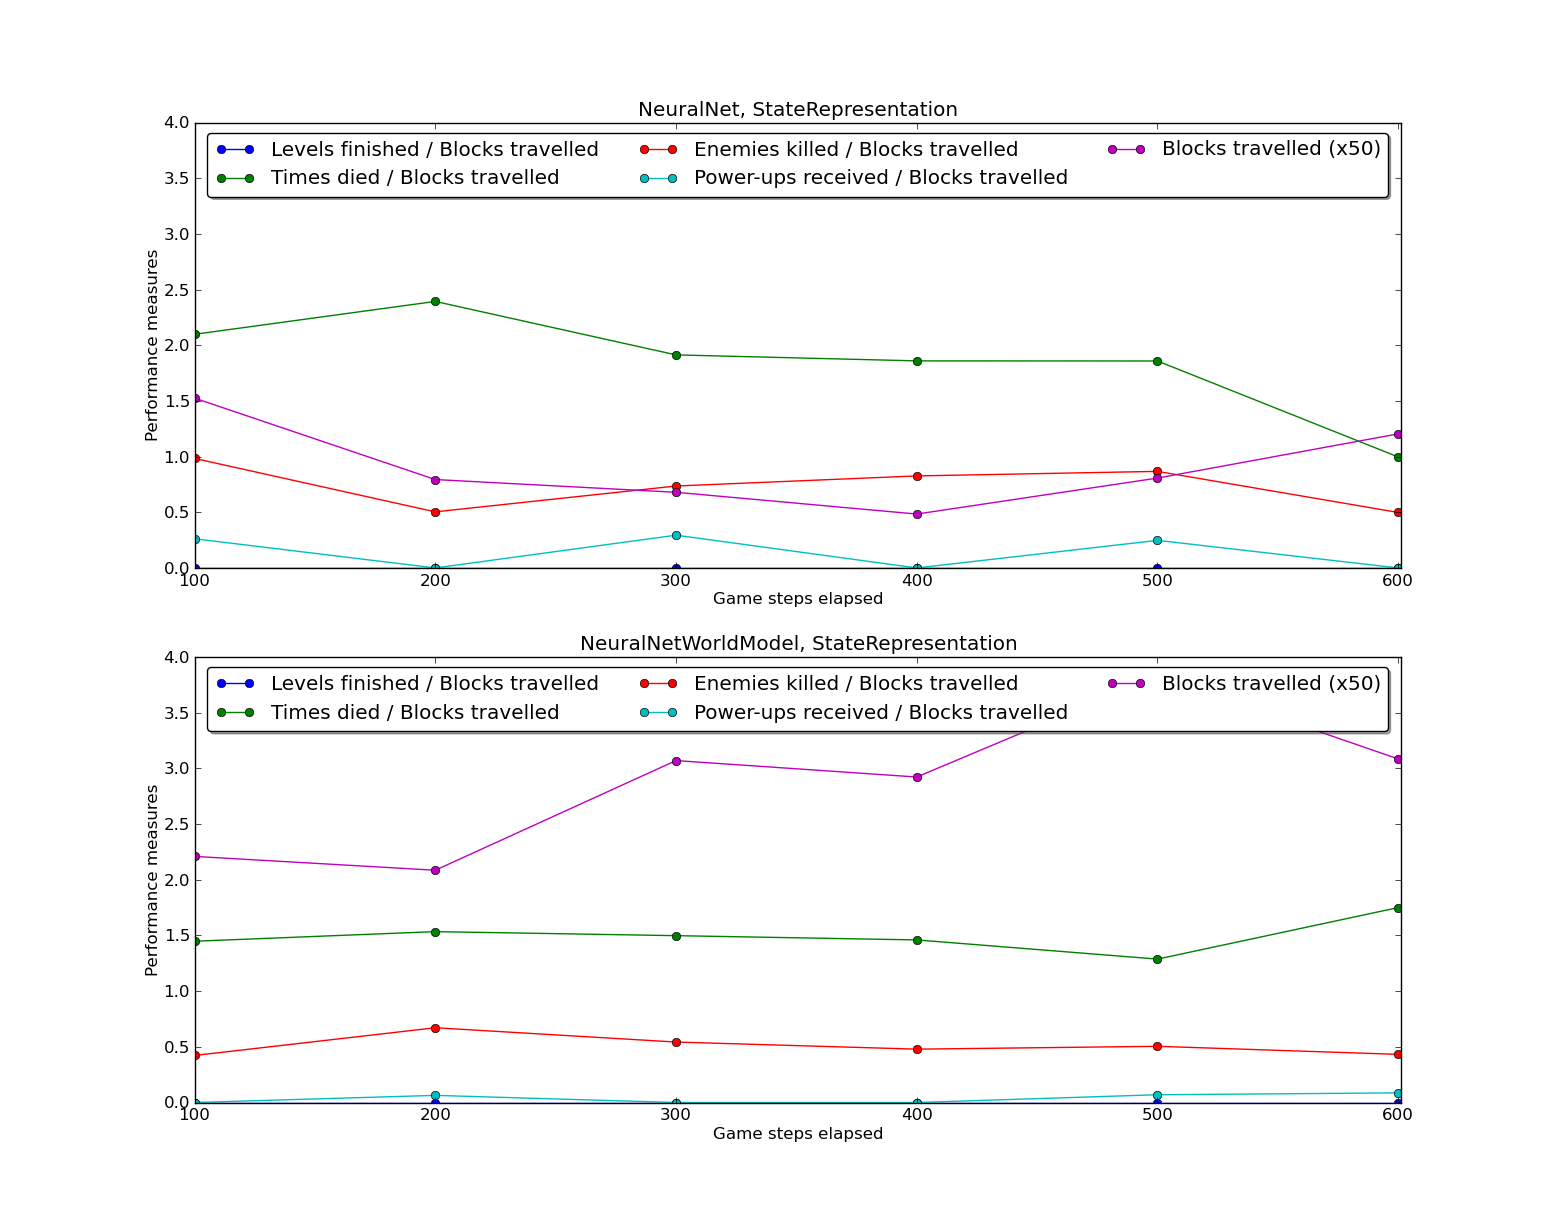 NeuralNet, StateRepresentation
4.0
3.5
3.0
2.5
2.0
1.5
1.0
0.5
0.0
Performance measures
Levels finished / Blocks travelled
Times died / Blocks travelled
Enemies killed / Blocks travelled
Power-ups received / Blocks travelled
Blocks travelled (x50)
100 200 300 400 500 600
Game steps elapsed
NeuralNetWorldModel, StateRepresentation
4.0
3.5
3.0
2.5
2.0
1.5
1.0
0.5
0.0
Performance measures
Levels finished / Blocks travelled
Times died / Blocks travelled
Enemies killed / Blocks travelled
Power-ups received / Blocks travelled
Blocks travelled (x50)
100 200 300 400 500 600
Game steps elapsed